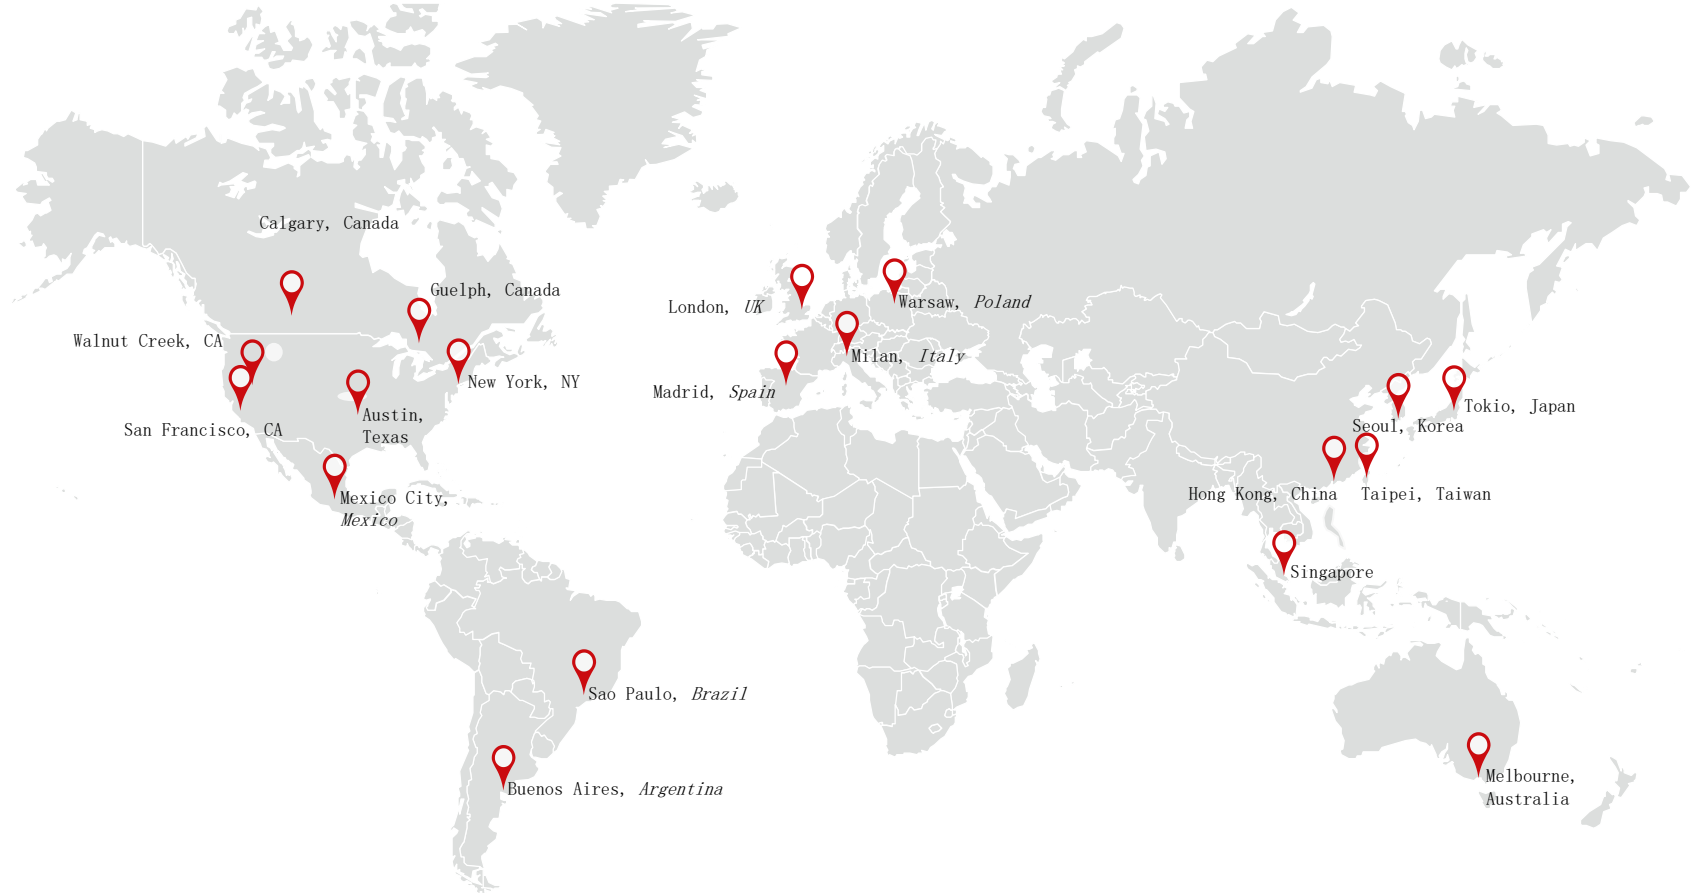 Calgary, Canada
Guelph, Canada
London, UK
Warsaw, Poland
Walnut Creek, CA
Milan, Italy
New York, NY
Madrid, Spain
Austin,
Texas
Tokio, Japan
Seoul, Korea
San Francisco, CA
Mexico City,
Mexico
Hong Kong, China
Taipei, Taiwan
Singapore
Sao Paulo, Brazil
Buenos Aires, Argentina
Melbourne,
Australia